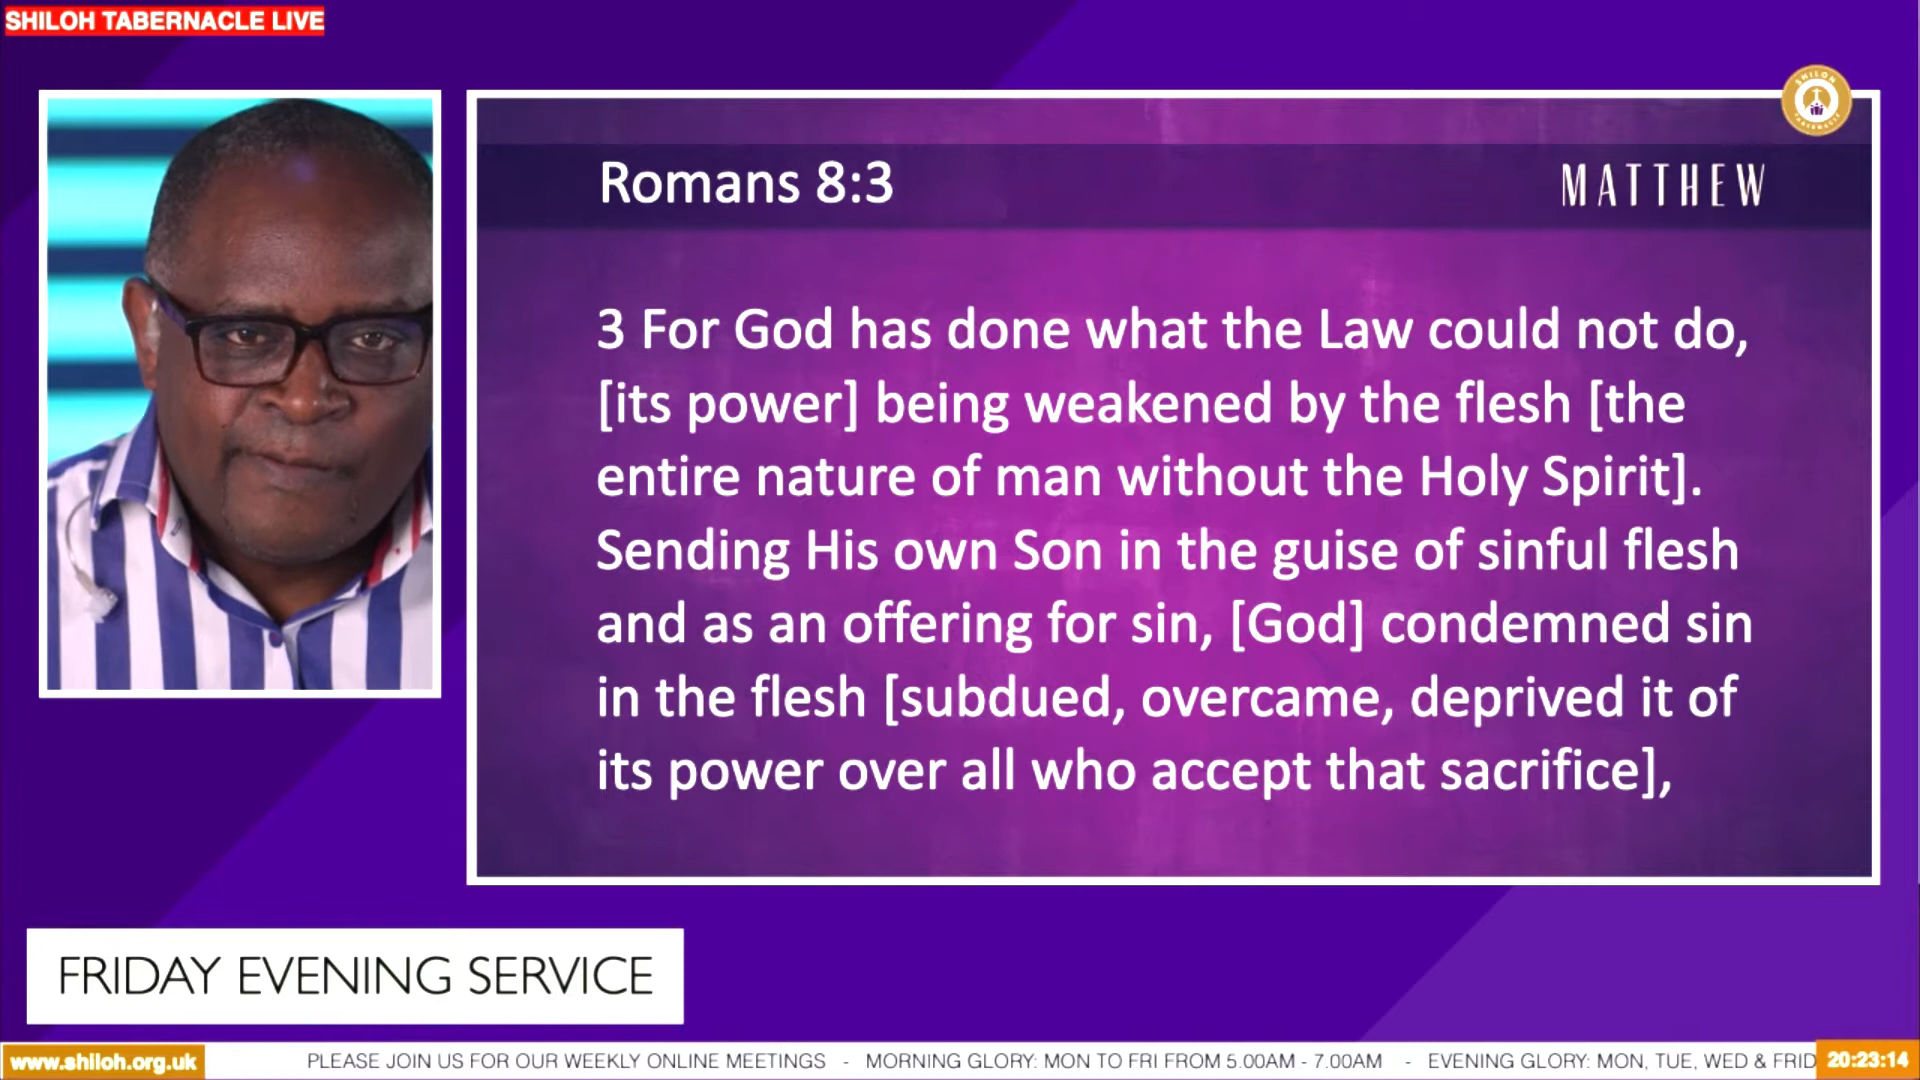 SHILOH TABERNACLE LIVE
SHILOH
TABERNACLE
Romans 8:3
MATTHEW
3 For God has done what the Law could not do,
[its power] being weakened by the flesh [the
entire nature of man without the Holy Spirit].
Sending His own Son in the guise of sinful flesh
and as an offering for sin, [God] condemned sin
in the flesh [subdued, overcame, deprived it of
its power over all who accept that sacrifice],
FRIDAY EVENING SERVICE
www.shiloh.org.uk
PLEASE JOIN US FOR OUR WEEKLY ONLINE MEETINGS - MORNING GLORY: MON TO FRI FROM 5.00AM - 7.00AM - EVENING GLORY: MON, TUE, WED & FRID
20:23:14